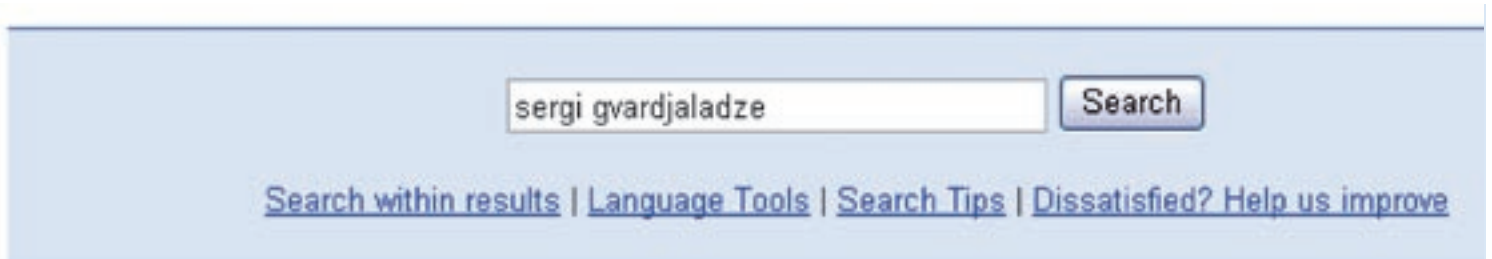 sergi gvardjaladze Search
Search within results | Language Tools | Search Tips | Dissatisfied? Help us improve